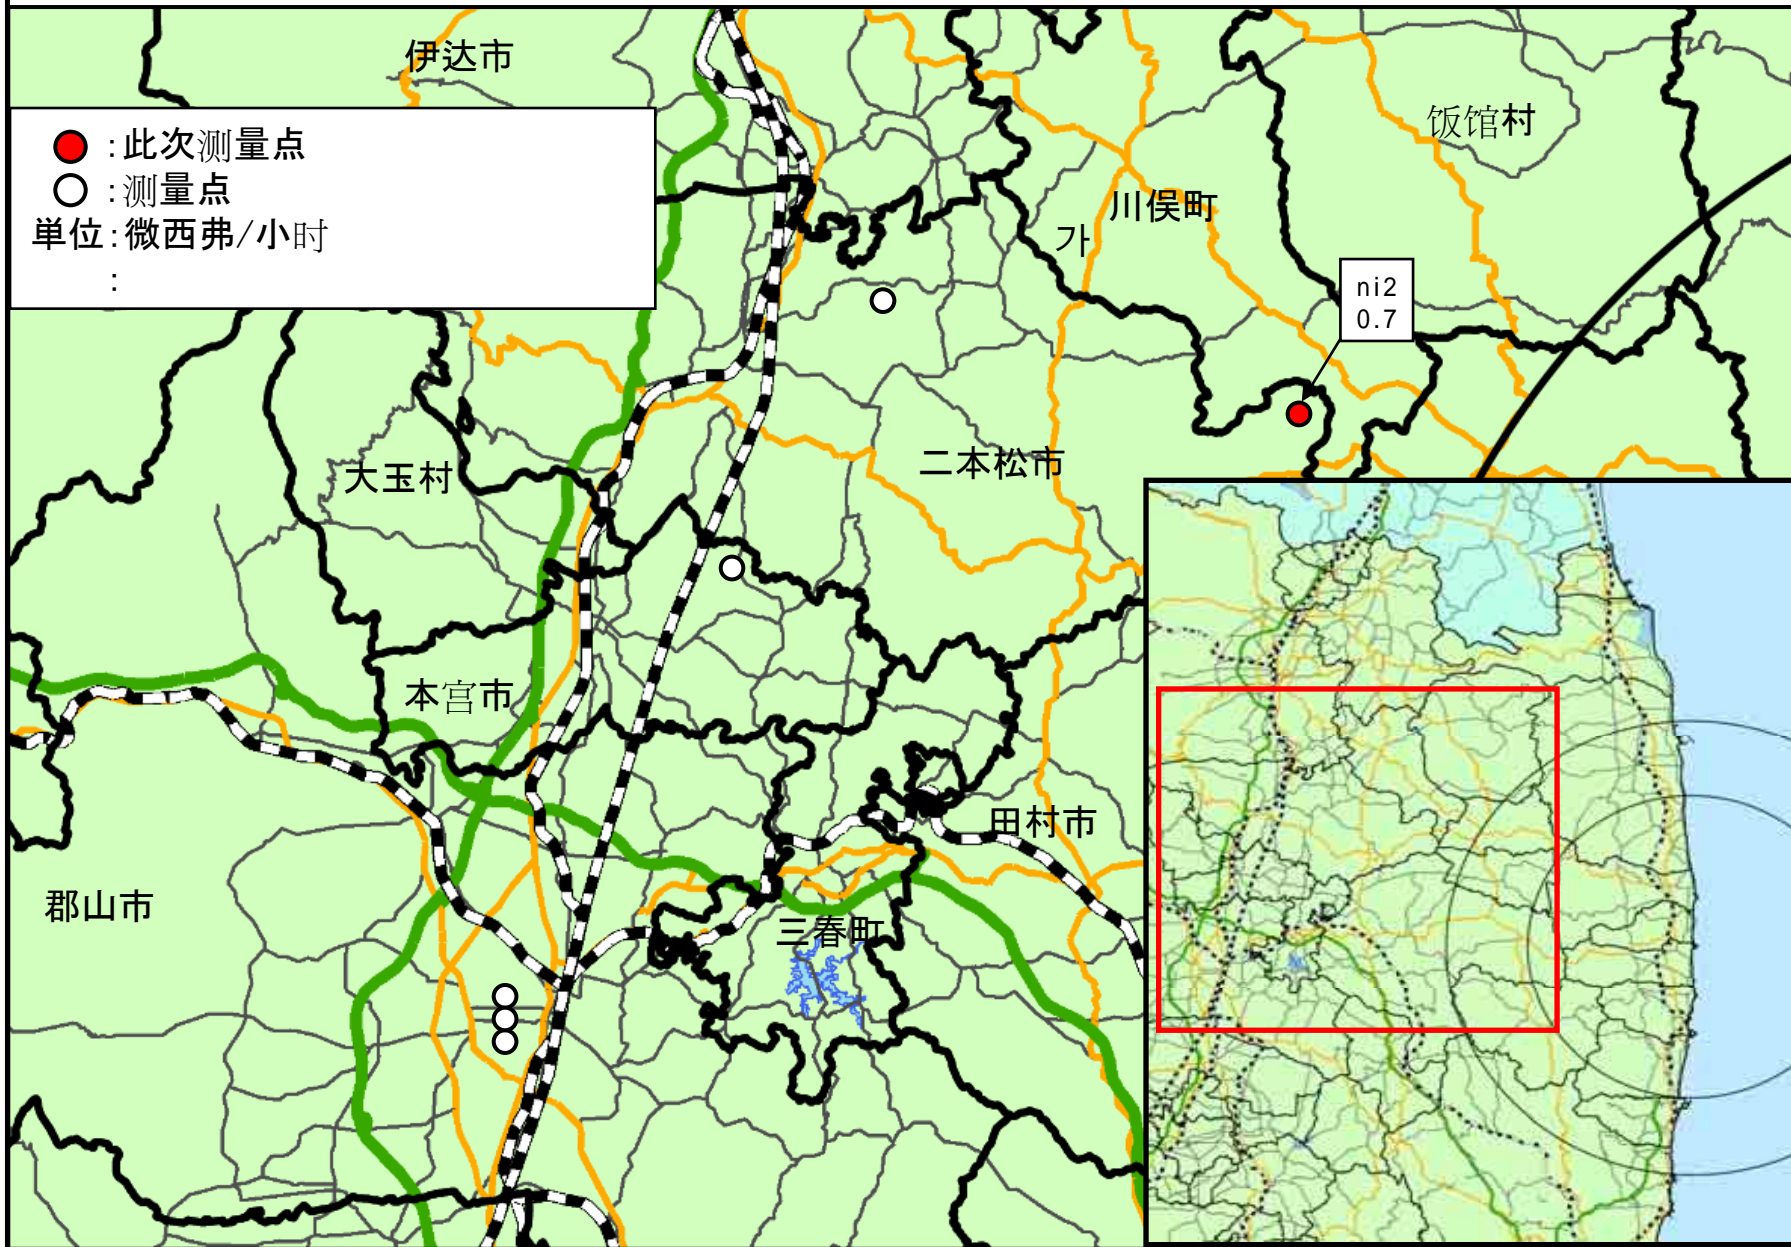 伊达市
饭馆村
：此次测量点
：测量点
単位：微西弗/小时
：
川俣町
가
ni2
0.7
大玉村
二本松市
本宫市
田村市
郡山市
三春町